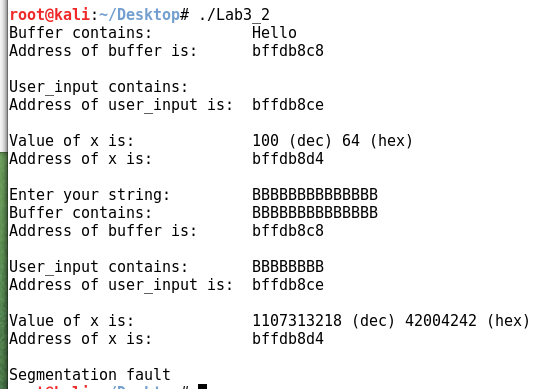 root@kali:~/Desktop# ./Lab3_2
Buffer contains: Hello
Address of buffer is: bffdb8c8
User_input contains:
Address of user_input is: bffdb8ce
Value of x is: 100 (dec) 64 (hex)
Address of x is: bffdb8d4
Enter your string: BBBBBBBBBBBBBB
Buffer contains: BBBBBBBBBBBBBB
Address of buffer is: bffdb8c8
User_input contains: BBBBBBBB
Address of user_input is: bffdb8ce
Value of x is: 1107313218 (dec) 42004242 (hex)
Address of x is: bffdb8d4
Segmentation fault